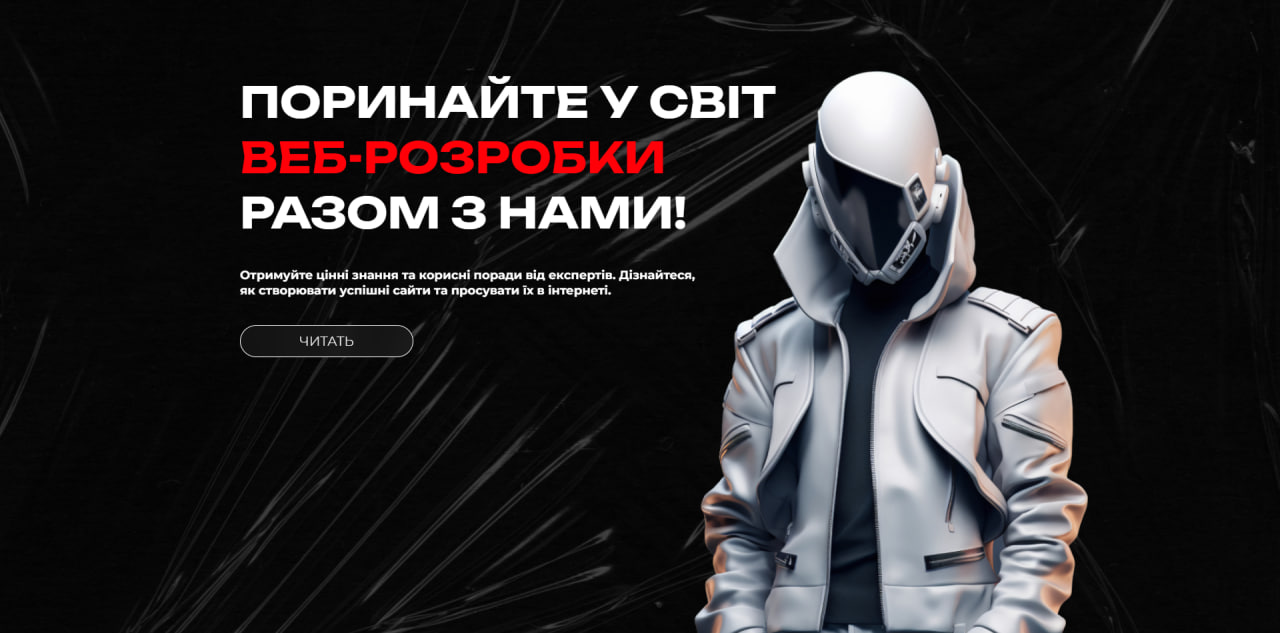 ПОРИНАЙТЕ У СВІТ
ВЕБ-РОЗРОБКИ
РАЗОМ З НАМИ!
Отримуйте цінні знання та корисні поради від експертів. Дізнайтеся,
як створювати успішні сайти та просувати їх в інтернеті.
ЧИТАТЬ